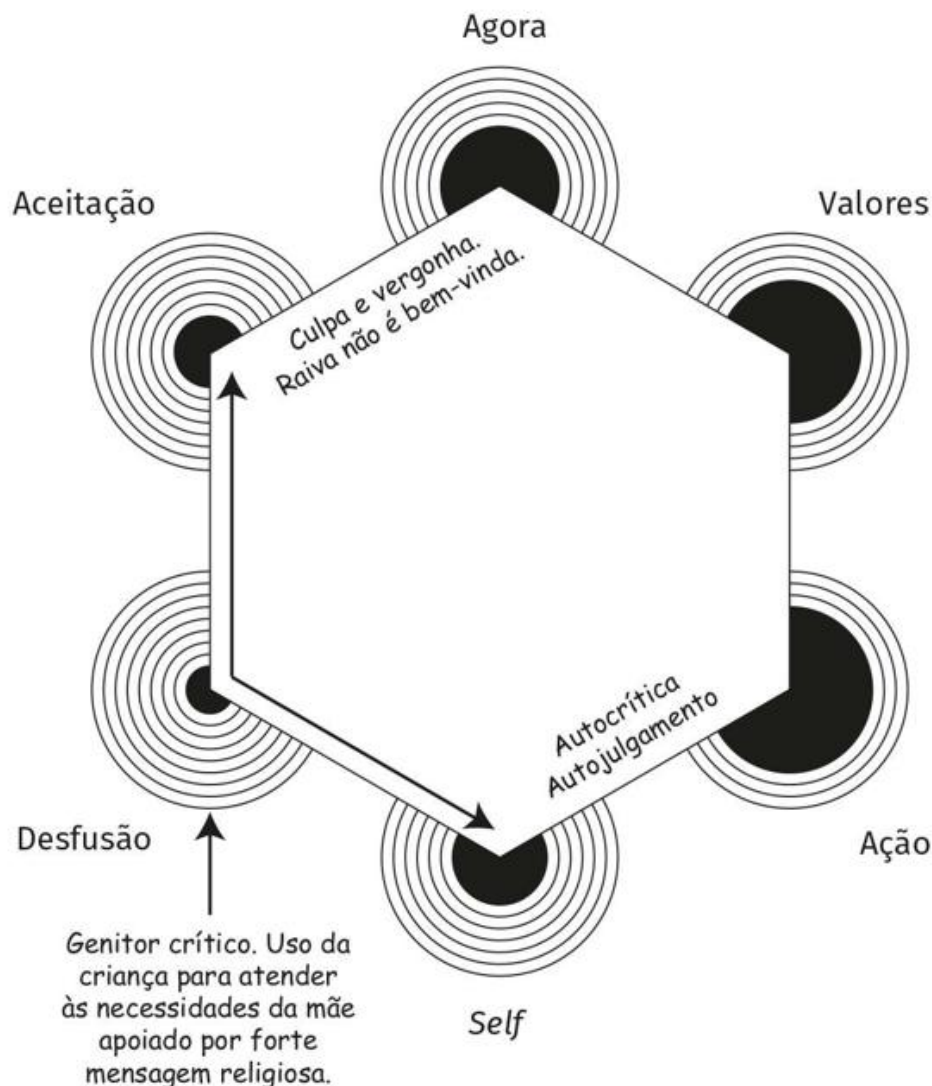 Agora
Aceitação
Valores
Culpa e vergonha.
Raiva não é bem-vinda.
Autocrítica
Autojulgamento
Desfusão
Ação
Self
Genitor crítico. Uso da
criança para atender
às necessidades da mãe
apoiado por forte
mensagem religiosa.